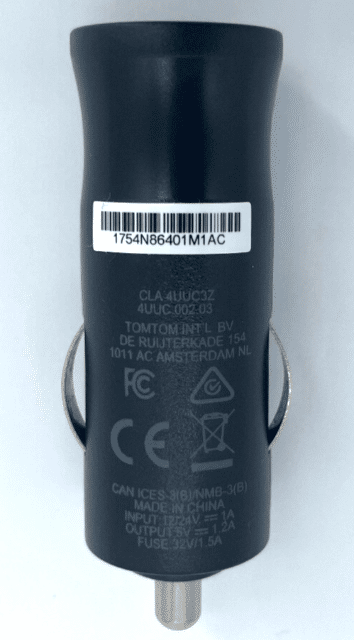 1754N86401M1AC
CLA 4UUC3Z
4UUC.002-03
TOMTOM INT'L. BV
DE RUIJTERKADE 154
1011 AC AMSTERDAM NL
FC
CE
CAN ICES-3(B)/NMB-3(B)
MADE IN CHINA
INPUT 12/24V ⎓ 1A
OUTPUT 5V ⎓ 1.2A
FUSE 32V/1.5A